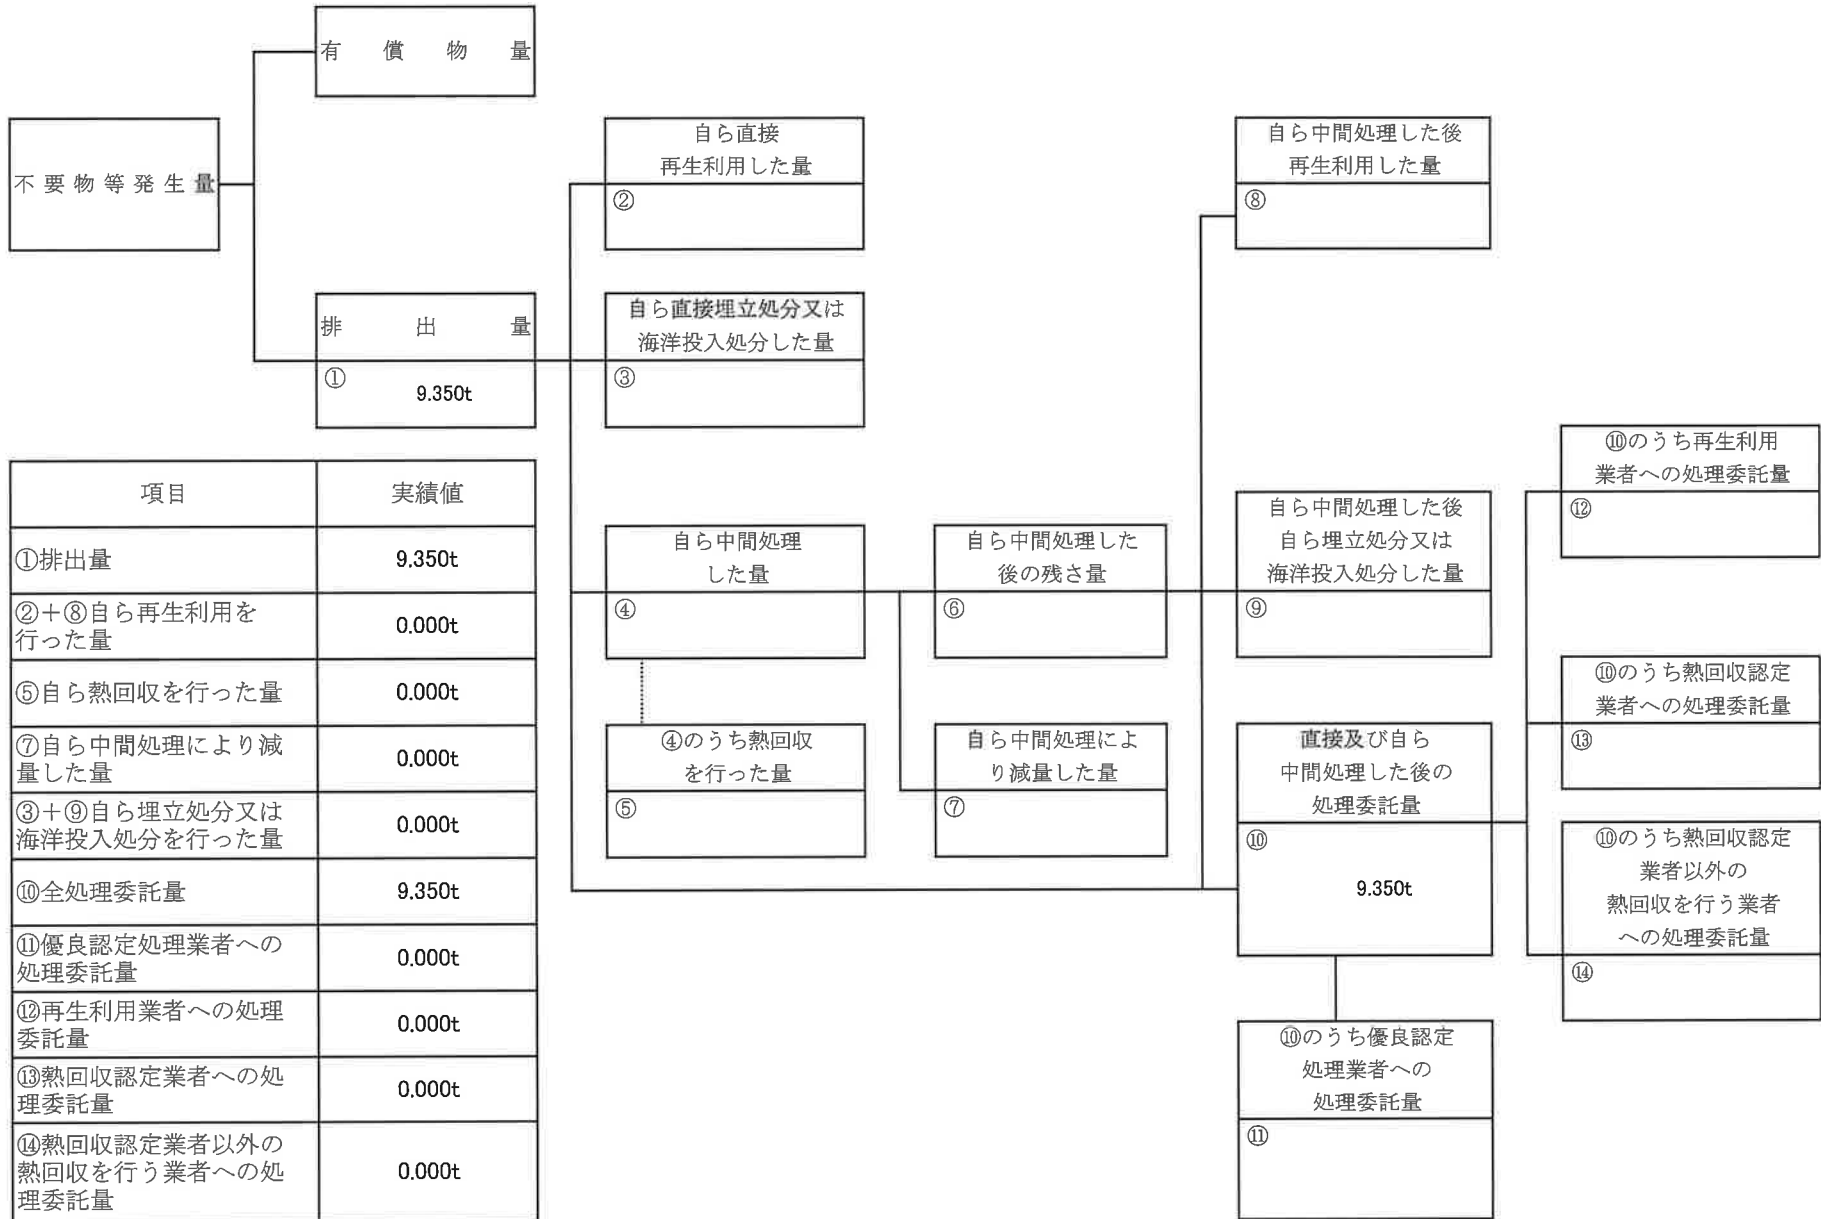 有償物量
不要物等発生量
排出量
① 9.350t
自ら直接
再生利用した量
②
自ら直接埋立処分又は
海洋投入処分した量
③
自ら中間処理
した量
④
④のうち熱回収
を行った量
⑤
自ら中間処理した
後の残さ量
⑥
自ら中間処理によ
り減量した量
⑦
自ら中間処理した後
再生利用した量
⑧
自ら中間処理した後
自ら埋立処分又は
海洋投入処分した量
⑨
直接及び自ら
中間処理した後の
処理委託量
⑩
9.350t
⑩のうち優良認定
処理業者への
処理委託量
⑪
⑩のうち再生利用
業者への処理委託量
⑫
⑩のうち熱回収認定
業者への処理委託量
⑬
⑩のうち熱回収認定
業者以外の
熱回収を行う業者
への処理委託量
⑭
項目 実績値
①排出量 9.350t
②+⑧自ら再生利用を
行った量 0.000t
⑤自ら熱回収を行った量 0.000t
⑦自ら中間処理により減
量した量 0.000t
③+⑨自ら埋立処分又は
海洋投入処分を行った量 0.000t
⑩全処理委託量 9.350t
⑪優良認定処理業者への
処理委託量 0.000t
⑫再生利用業者への処理
委託量 0.000t
⑬熱回収認定業者への処
理委託量 0.000t
⑭熱回収認定業者以外の
熱回収を行う業者への処
理委託量 0.000t